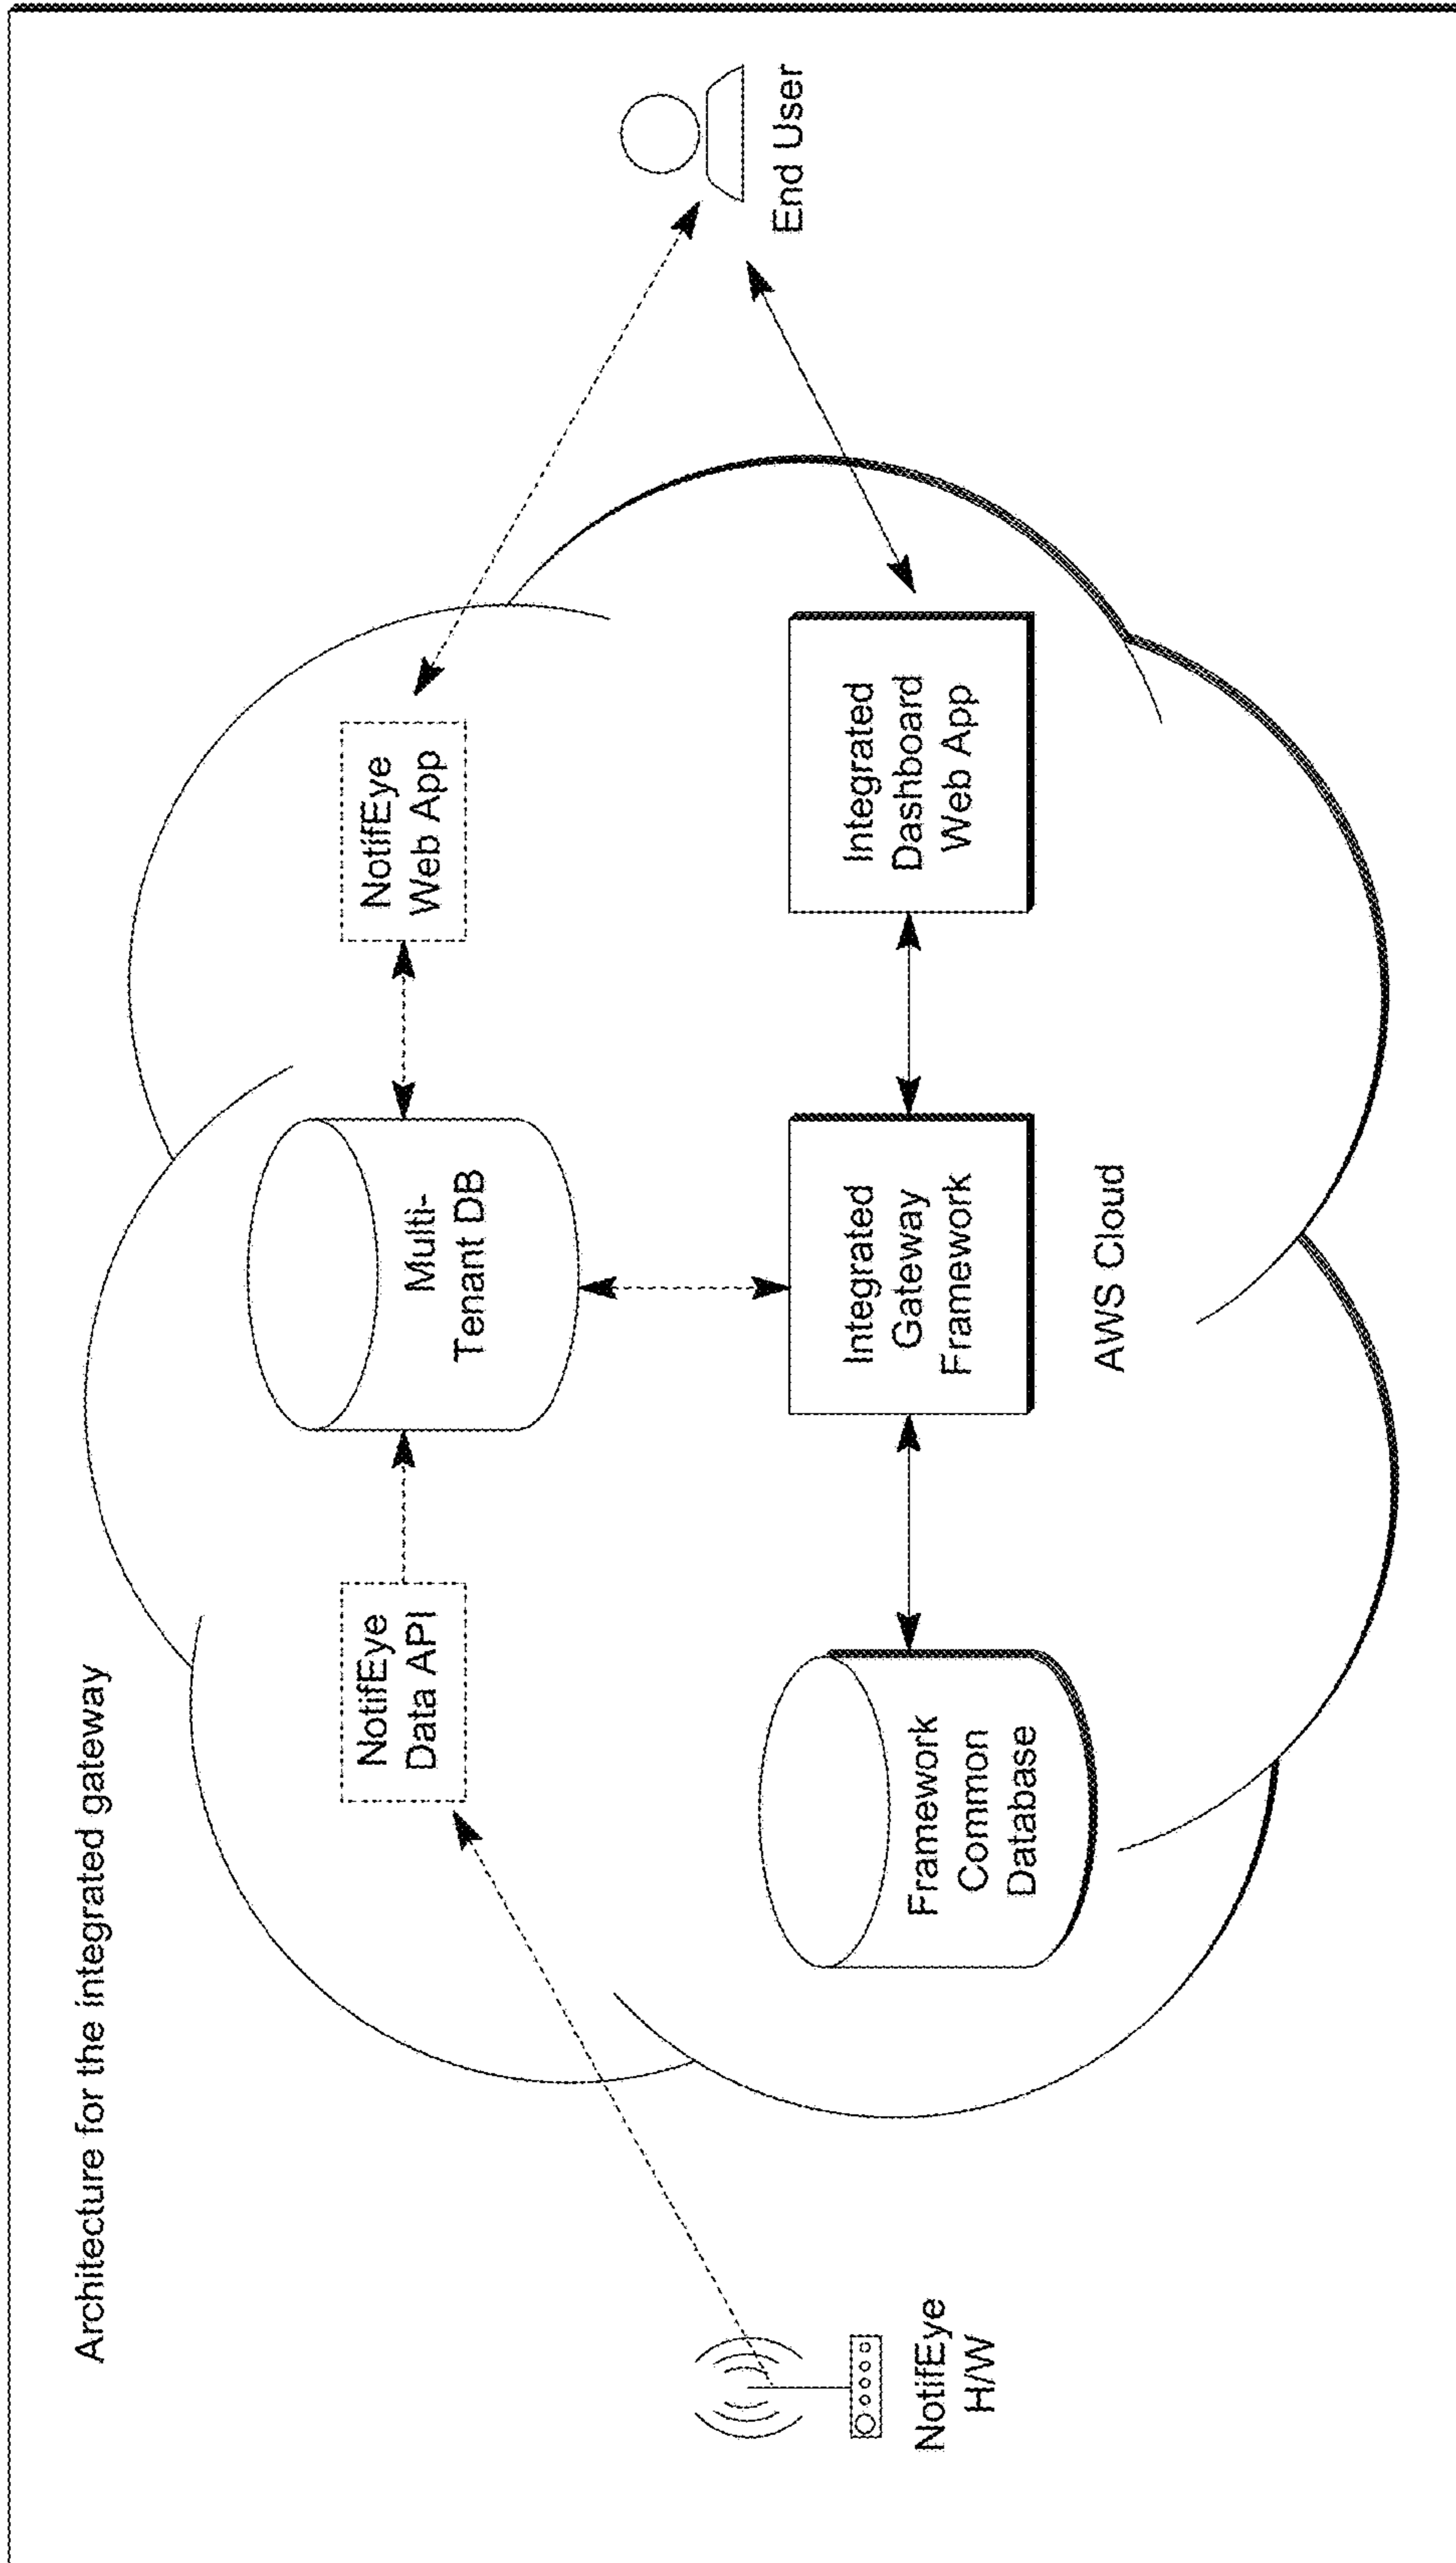 Architecture for the integrated gateway
NotifEye
Data API
Multi-
Tenant DB
NotifEye
Web App
End User
NotifEye
H/W
Framework
Common
Database
Integrated
Gateway
Framework
Integrated
Dashboard
Web App
AWS Cloud